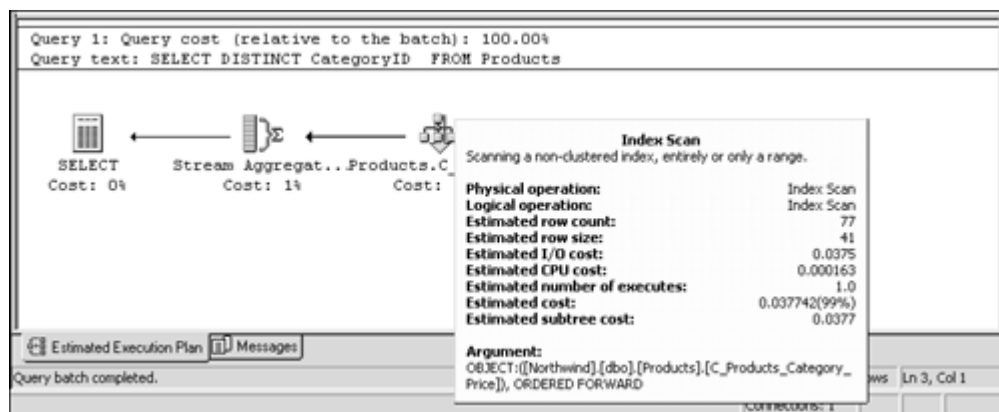 Query 1: Query cost (relative to the batch): 100.00%
Query text: SELECT DISTINCT CategoryID  FROM Products
SELECT
Cost: 0%
Stream Aggregat...
Cost: 1%
Products.C_
Cost:
Index Scan
Scanning a non-clustered index, entirely or only a range.
Physical operation: Index Scan
Logical operation: Index Scan
Estimated row count: 77
Estimated row size: 41
Estimated I/O cost: 0.0375
Estimated CPU cost: 0.000163
Estimated number of executes: 1.0
Estimated cost: 0.037742(99%)
Estimated subtree cost: 0.0377
Argument:
OBJECT:([Northwind].[dbo].[Products].[C_Products_Category_
Price]), ORDERED FORWARD
Estimated Execution Plan Messages
Query batch completed. Ln 3, Col 1
Connections: 1